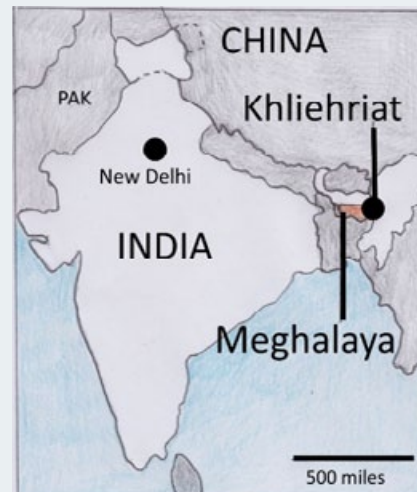 CHINA
Khliehriat
PAK
New Delhi
INDIA
Meghalaya
500 miles